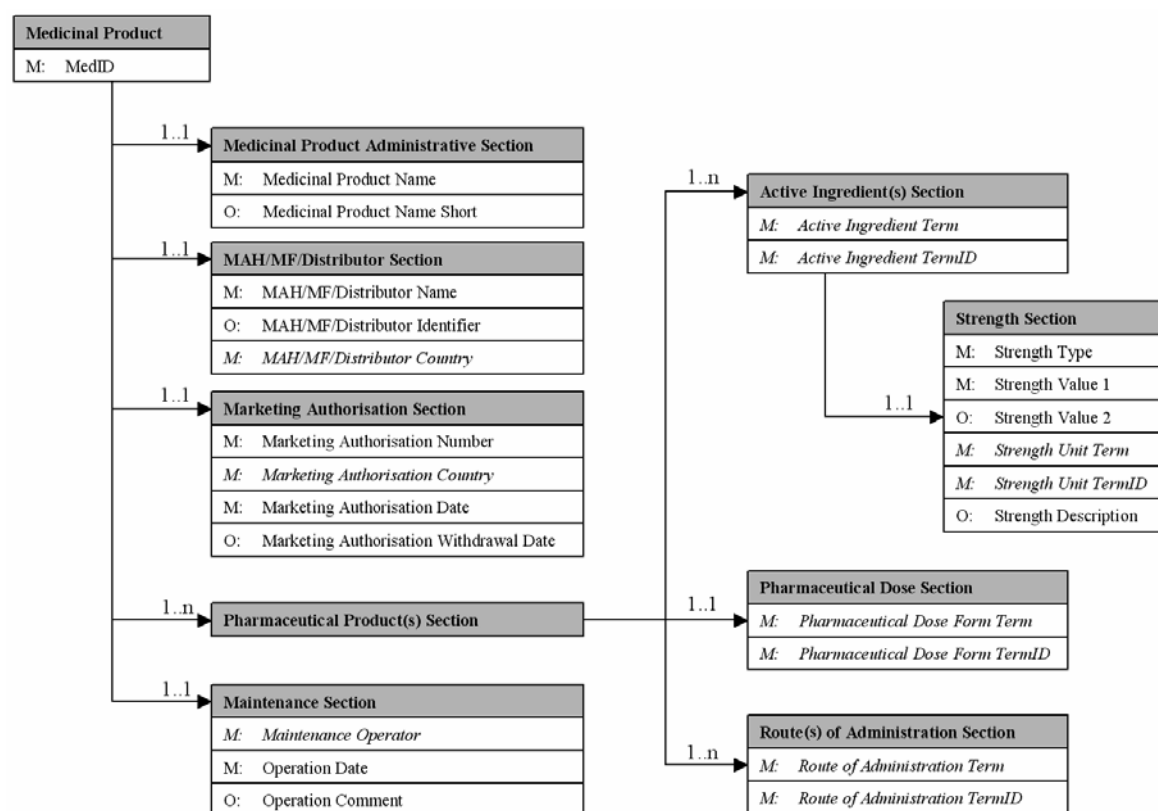 Medicinal Product
M: MedID
1..1
Medicinal Product Administrative Section
M: Medicinal Product Name
O: Medicinal Product Name Short
1..1
MAH/MF/Distributor Section
M: MAH/MF/Distributor Name
O: MAH/MF/Distributor Identifier
M: MAH/MF/Distributor Country
1..1
Marketing Authorisation Section
M: Marketing Authorisation Number
M: Marketing Authorisation Country
M: Marketing Authorisation Date
O: Marketing Authorisation Withdrawal Date
1..n
Pharmaceutical Product(s) Section
1..1
Maintenance Section
M: Maintenance Operator
M: Operation Date
O: Operation Comment
1..n
Active Ingredient(s) Section
M: Active Ingredient Term
M: Active Ingredient TermID
1..1
Strength Section
M: Strength Type
M: Strength Value 1
O: Strength Value 2
M: Strength Unit Term
M: Strength Unit TermID
O: Strength Description
1..1
Pharmaceutical Dose Section
M: Pharmaceutical Dose Form Term
M: Pharmaceutical Dose Form TermID
1..n
Route(s) of Administration Section
M: Route of Administration Term
M: Route of Administration TermID